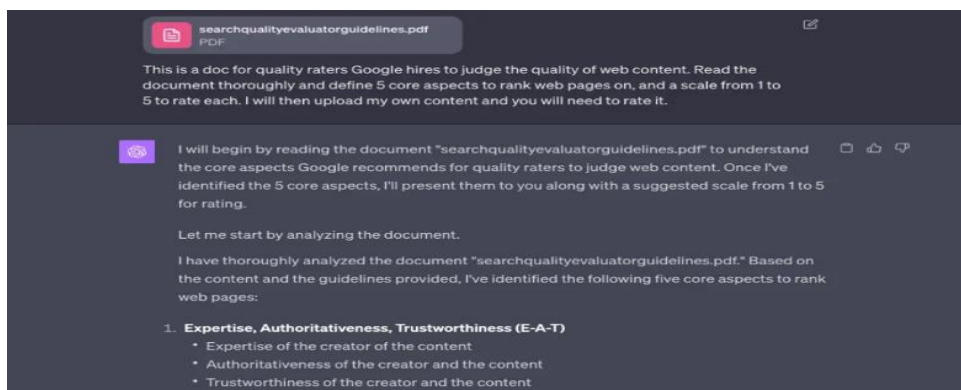 searchqualityevaluatorguidelines.pdf
PDF
This is a doc for quality raters Google hires to judge the quality of web content. Read the
document thoroughly and define 5 core aspects to rank web pages on, and a scale from 1 to
5 to rate each. I will then upload my own content and you will need to rate it.
I will begin by reading the document "searchqualityevaluatorguidelines.pdf" to understand
the core aspects Google recommends for quality raters to judge web content. Once I've
identified the 5 core aspects, I'll present them to you along with a suggested scale from 1 to 5
for rating.
Let me start by analyzing the document.
I have thoroughly analyzed the document "searchqualityevaluatorguidelines.pdf." Based on
the content and the guidelines provided, I've identified the following five core aspects to rank
web pages:
1. Expertise, Authoritativeness, Trustworthiness (E-A-T)
• Expertise of the creator of the content
• Authoritativeness of the creator and the content
• Trustworthiness of the creator and the content